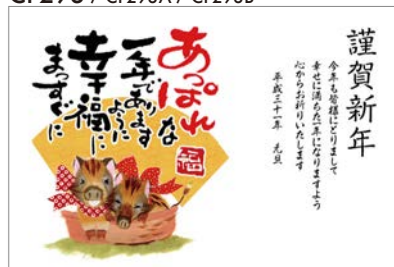 謹賀新年
今年も皆様にとりまして
幸せに満ちた一年になりますよう
心からお祈りいたします
平成三十一年 元旦
あっぱれな
一年であります
ように
幸福に
まっすぐに
福